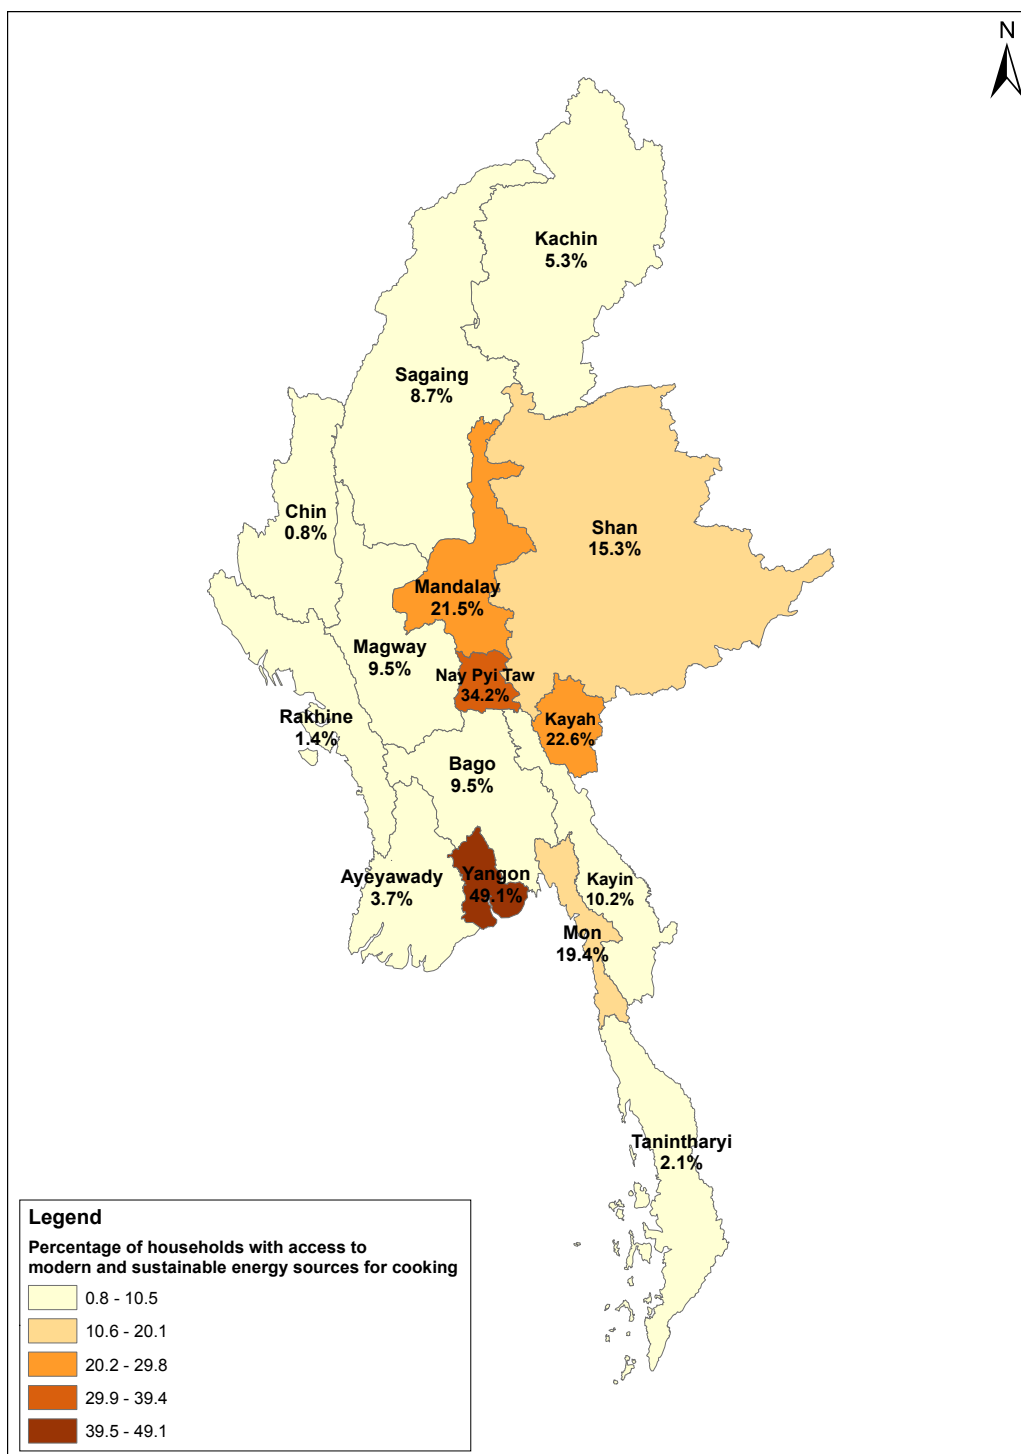 N
Kachin
5.3%
Sagaing
8.7%
Chin
0.8%
Shan
15.3%
Mandalay
21.5%
Magway
9.5%
Nay Pyi Taw
34.2%
Rakhine
1.4%
Kayah
22.6%
Bago
9.5%
Ayeyawady
3.7%
Yangon
49.1%
Kayin
10.2%
Mon
19.4%
Tanintharyi
2.1%
Legend
Percentage of households with access to
modern and sustainable energy sources for cooking
0.8 - 10.5
10.6 - 20.1
20.2 - 29.8
29.9 - 39.4
39.5 - 49.1